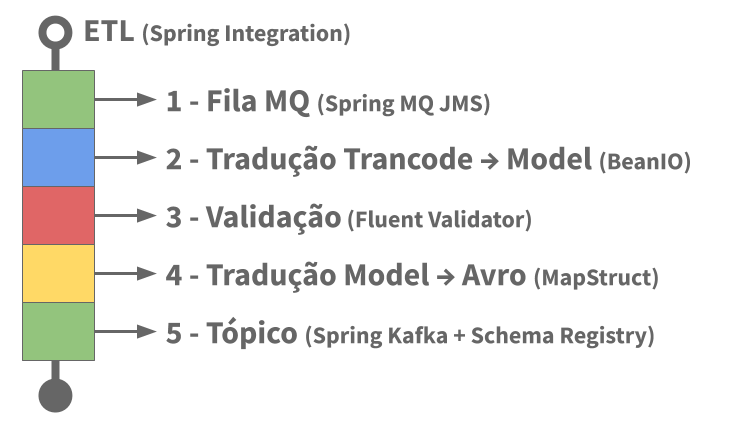 ETL (Spring Integration)
1 - Fila MQ (Spring MQ JMS)
2 - Tradução Trancode → Model (BeanIO)
3 - Validação (Fluent Validator)
4 - Tradução Model → Avro (MapStruct)
5 - Tópico (Spring Kafka + Schema Registry)